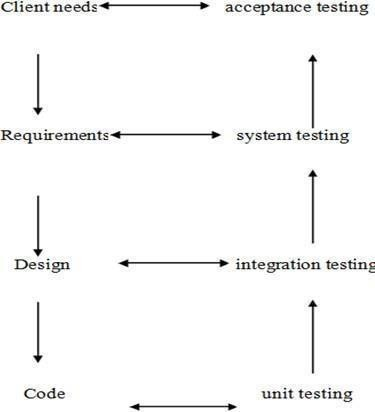 Client needs acceptance testing
Requirements system testing
Design integration testing
Code unit testing